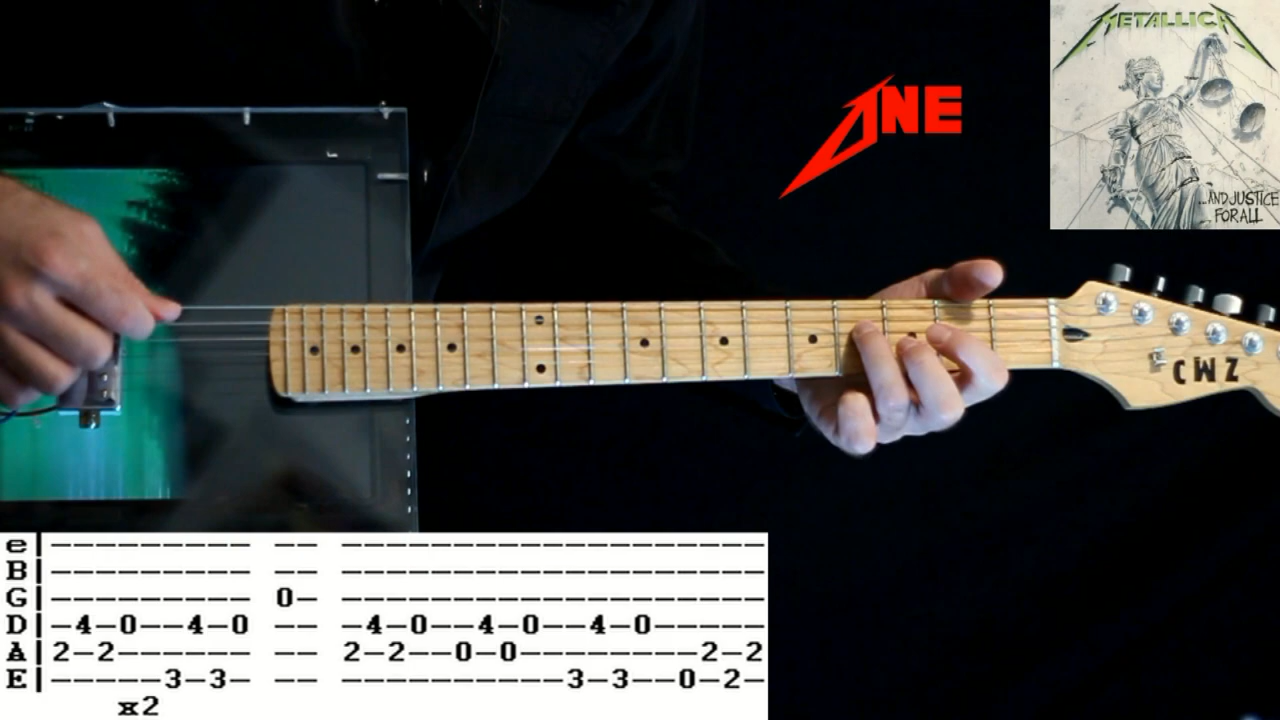 METALLICA
ONE
...AND JUSTICE
FOR ALL
CWZ
e|--------- -- -------------------
B|--------- -- -------------------
G|--------- 0- -------------------
D|-4-0--4-0 -- -4-0--4-0--4-0-----
A|2-2------ -- 2-2--0-0--------2-2
E|-----3-3- -- ----------3-3--0-2-
x2